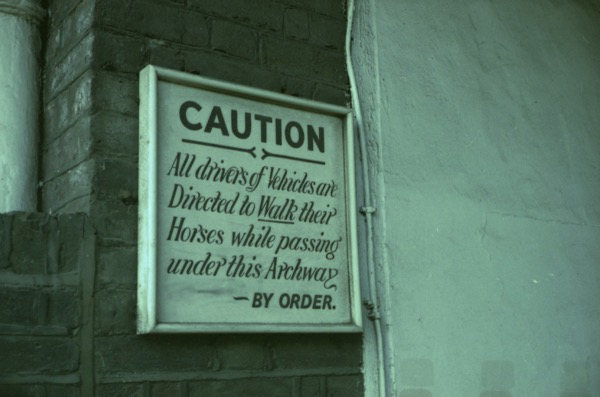 CAUTION
All drivers of Vehicles are
Directed to Walk their
Horses while passing
under this Archway
— BY ORDER.